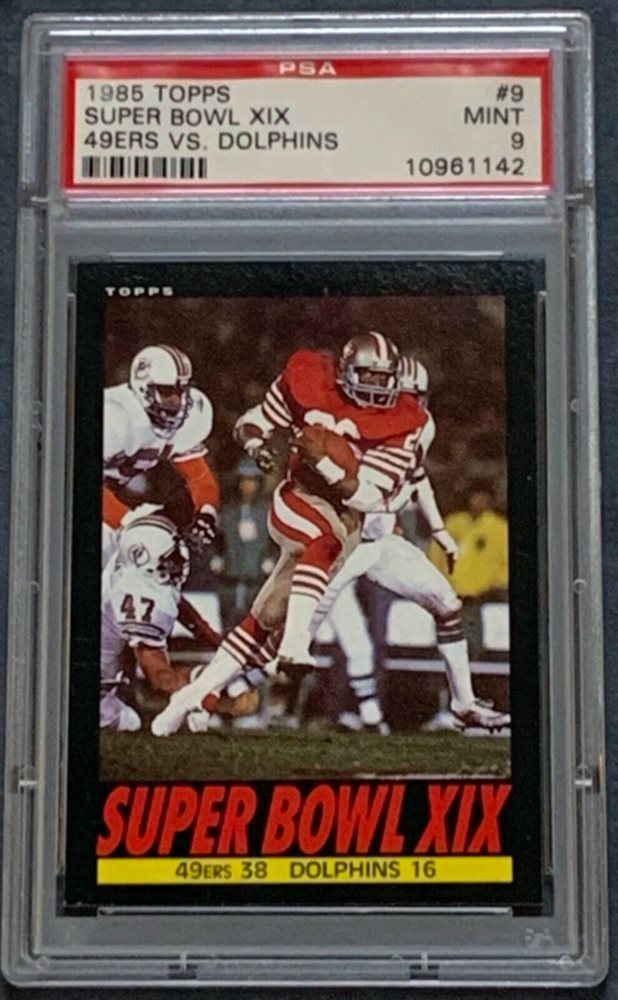 PSA
1985 TOPPS #9
SUPER BOWL XIX MINT
49ERS VS. DOLPHINS 9
10961142
TOPPS
47
SUPER BOWL XIX
49ERS 38 DOLPHINS 16